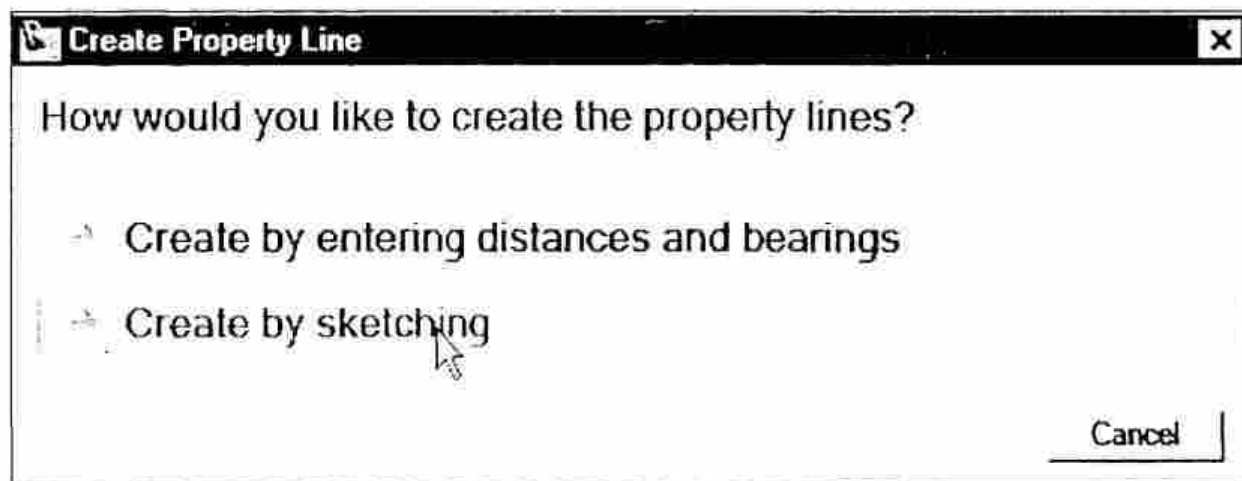 Create Property Line
How would you like to create the property lines?
Create by entering distances and bearings
Create by sketching
Cancel